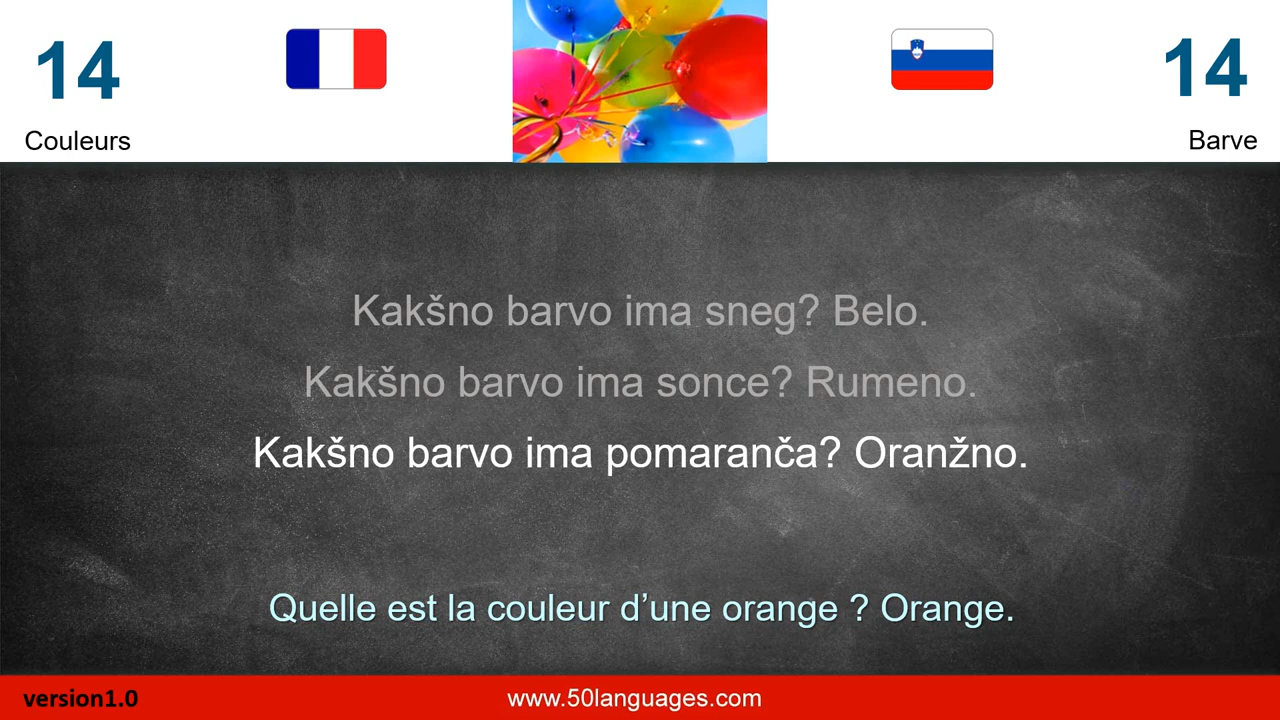 14
14
Couleurs
Barve
Kakšno barvo ima sneg? Belo.
Kakšno barvo ima sonce? Rumeno.
Kakšno barvo ima pomaranča? Oranžno.
Quelle est la couleur d’une orange ? Orange.
version1.0
www.50languages.com